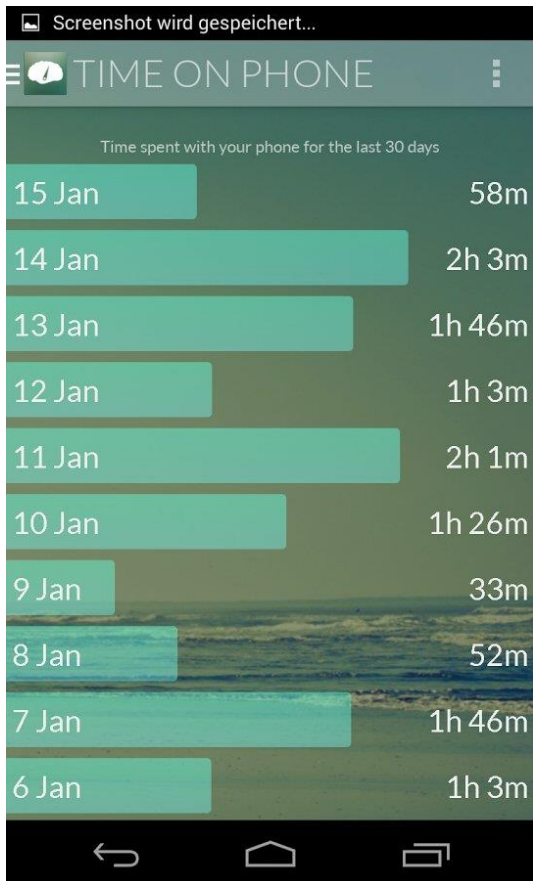 Screenshot wird gespeichert...
TIME ON PHONE
Time spent with your phone for the last 30 days
15 Jan 58m
14 Jan 2h 3m
13 Jan 1h 46m
12 Jan 1h 3m
11 Jan 2h 1m
10 Jan 1h 26m
9 Jan 33m
8 Jan 52m
7 Jan 1h 46m
6 Jan 1h 3m